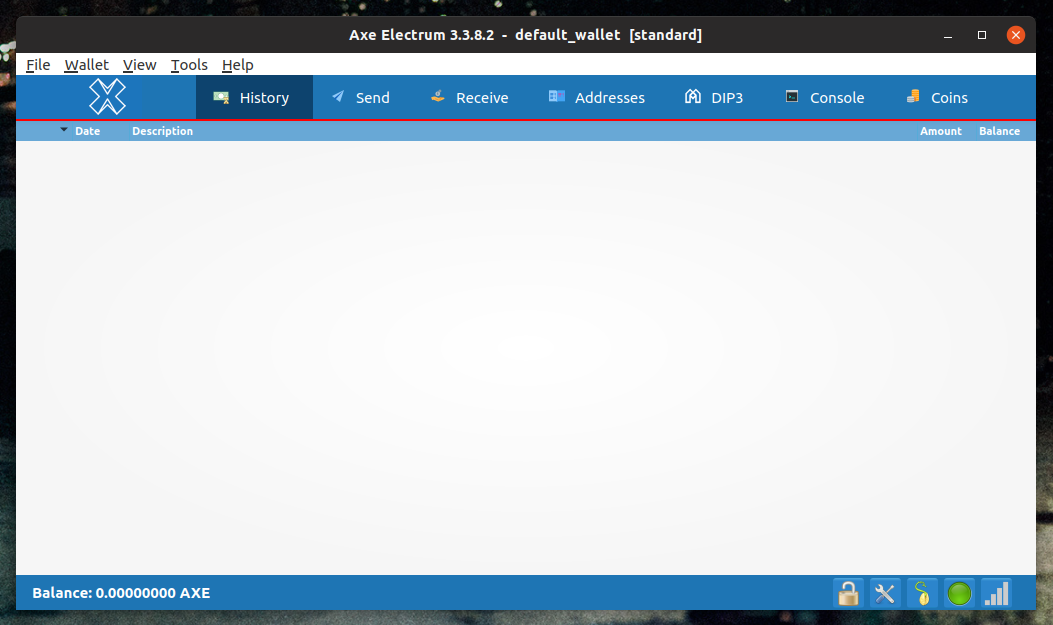 Axe Electrum 3.3.8.2 - default_wallet [standard]
File Wallet View Tools Help
History Send Receive Addresses DIP3 Console Coins
Date Description Amount Balance
Balance: 0.00000000 AXE